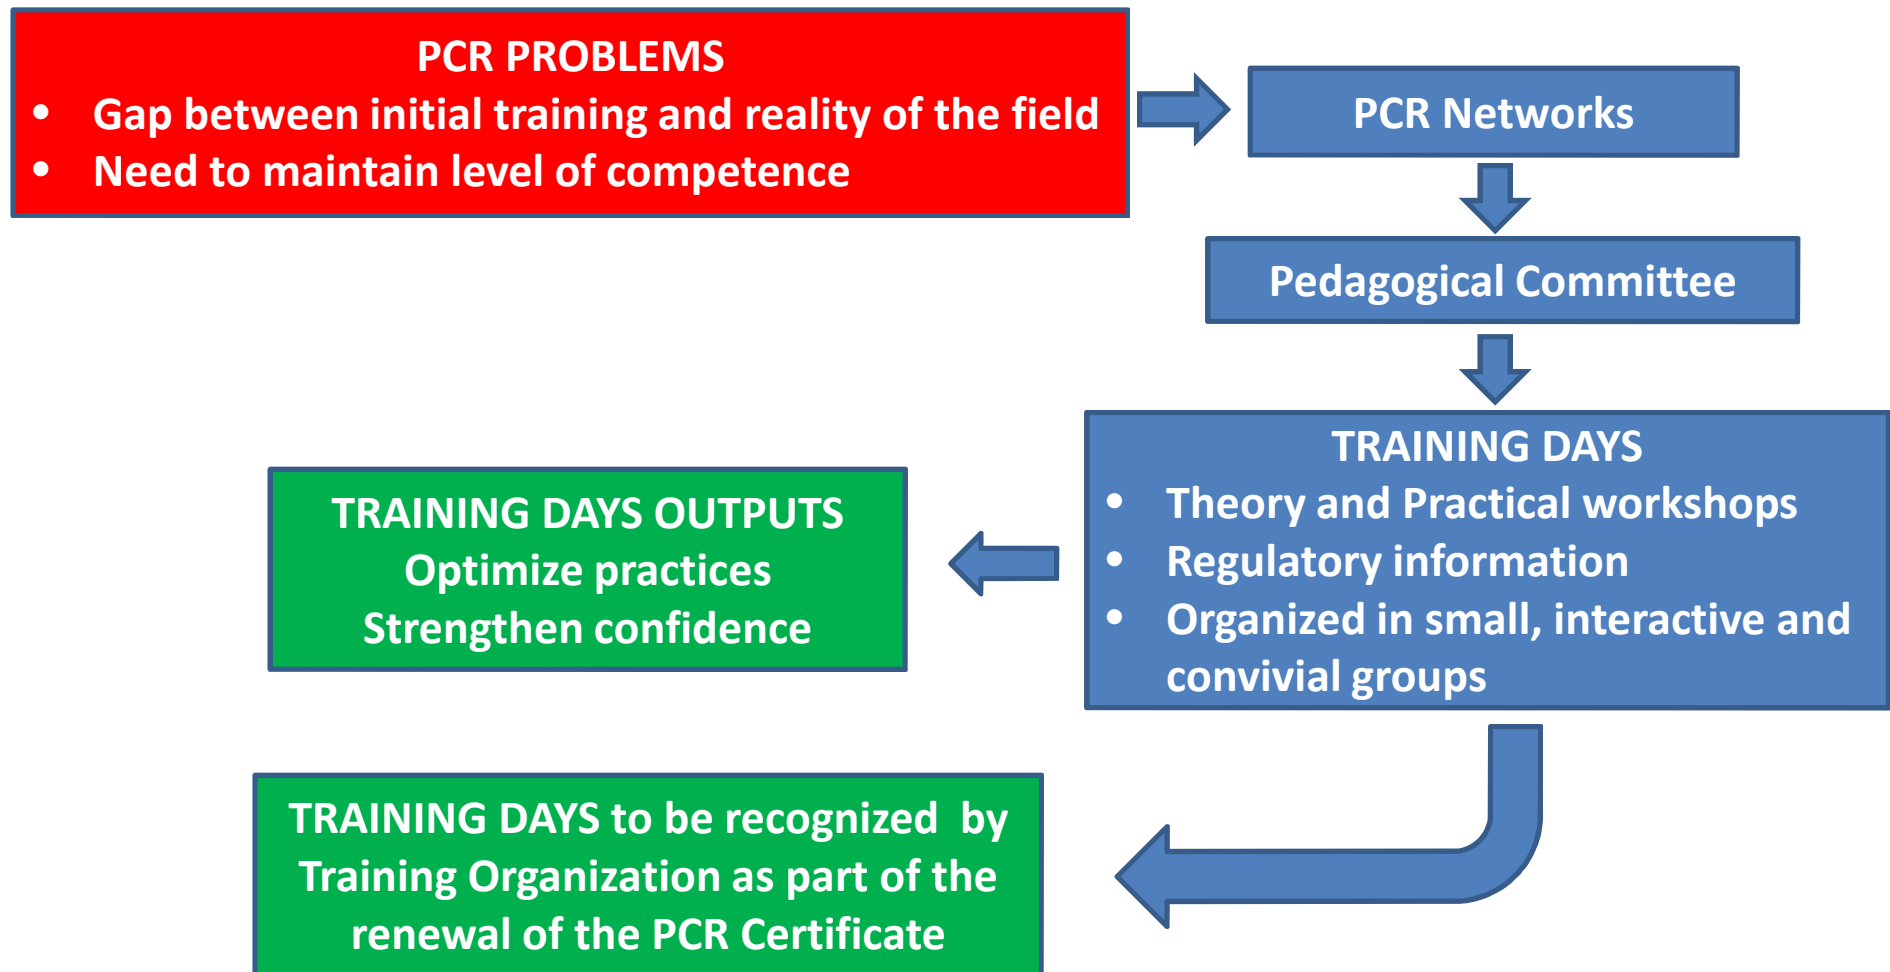 PCR PROBLEMS
• Gap between initial training and reality of the field
• Need to maintain level of competence
PCR Networks
Pedagogical Committee
TRAINING DAYS
• Theory and Practical workshops
• Regulatory information
• Organized in small, interactive and
convivial groups
TRAINING DAYS OUTPUTS
Optimize practices
Strengthen confidence
TRAINING DAYS to be recognized  by
Training Organization as part of the
renewal of the PCR Certificate